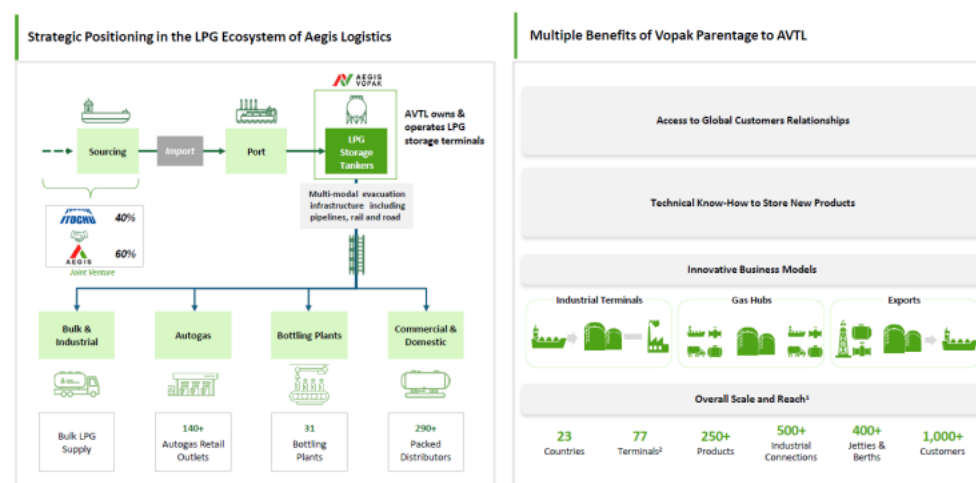 Strategic Positioning in the LPG Ecosystem of Aegis Logistics
AEGIS
VOPAK
Sourcing
Import
Port
LPG
Storage
Tankers
AVTL owns &
operates LPG
storage terminals
Multi-modal evacuation
infrastructure including
pipelines, rail and road
ITOCHU 40%
AEGIS 60%
Joint Venture
Bulk &
Industrial
Autogas
Bottling Plants
Commercial &
Domestic
Bulk LPG
Supply
140+
Autogas Retail
Outlets
31
Bottling
Plants
290+
Packed
Distributors
Multiple Benefits of Vopak Parentage to AVTL
Access to Global Customers Relationships
Technical Know-How to Store New Products
Innovative Business Models
Industrial Terminals
Gas Hubs
Exports
Overall Scale and Reach¹
23
Countries
77
Terminals²
250+
Products
500+
Industrial
Connections
400+
Jetties &
Berths
1,000+
Customers